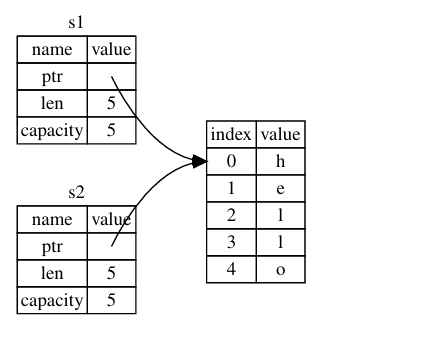 s1
name value
ptr
len 5
capacity 5
s2
name value
ptr
len 5
capacity 5
index value
0 h
1 e
2 l
3 l
4 o